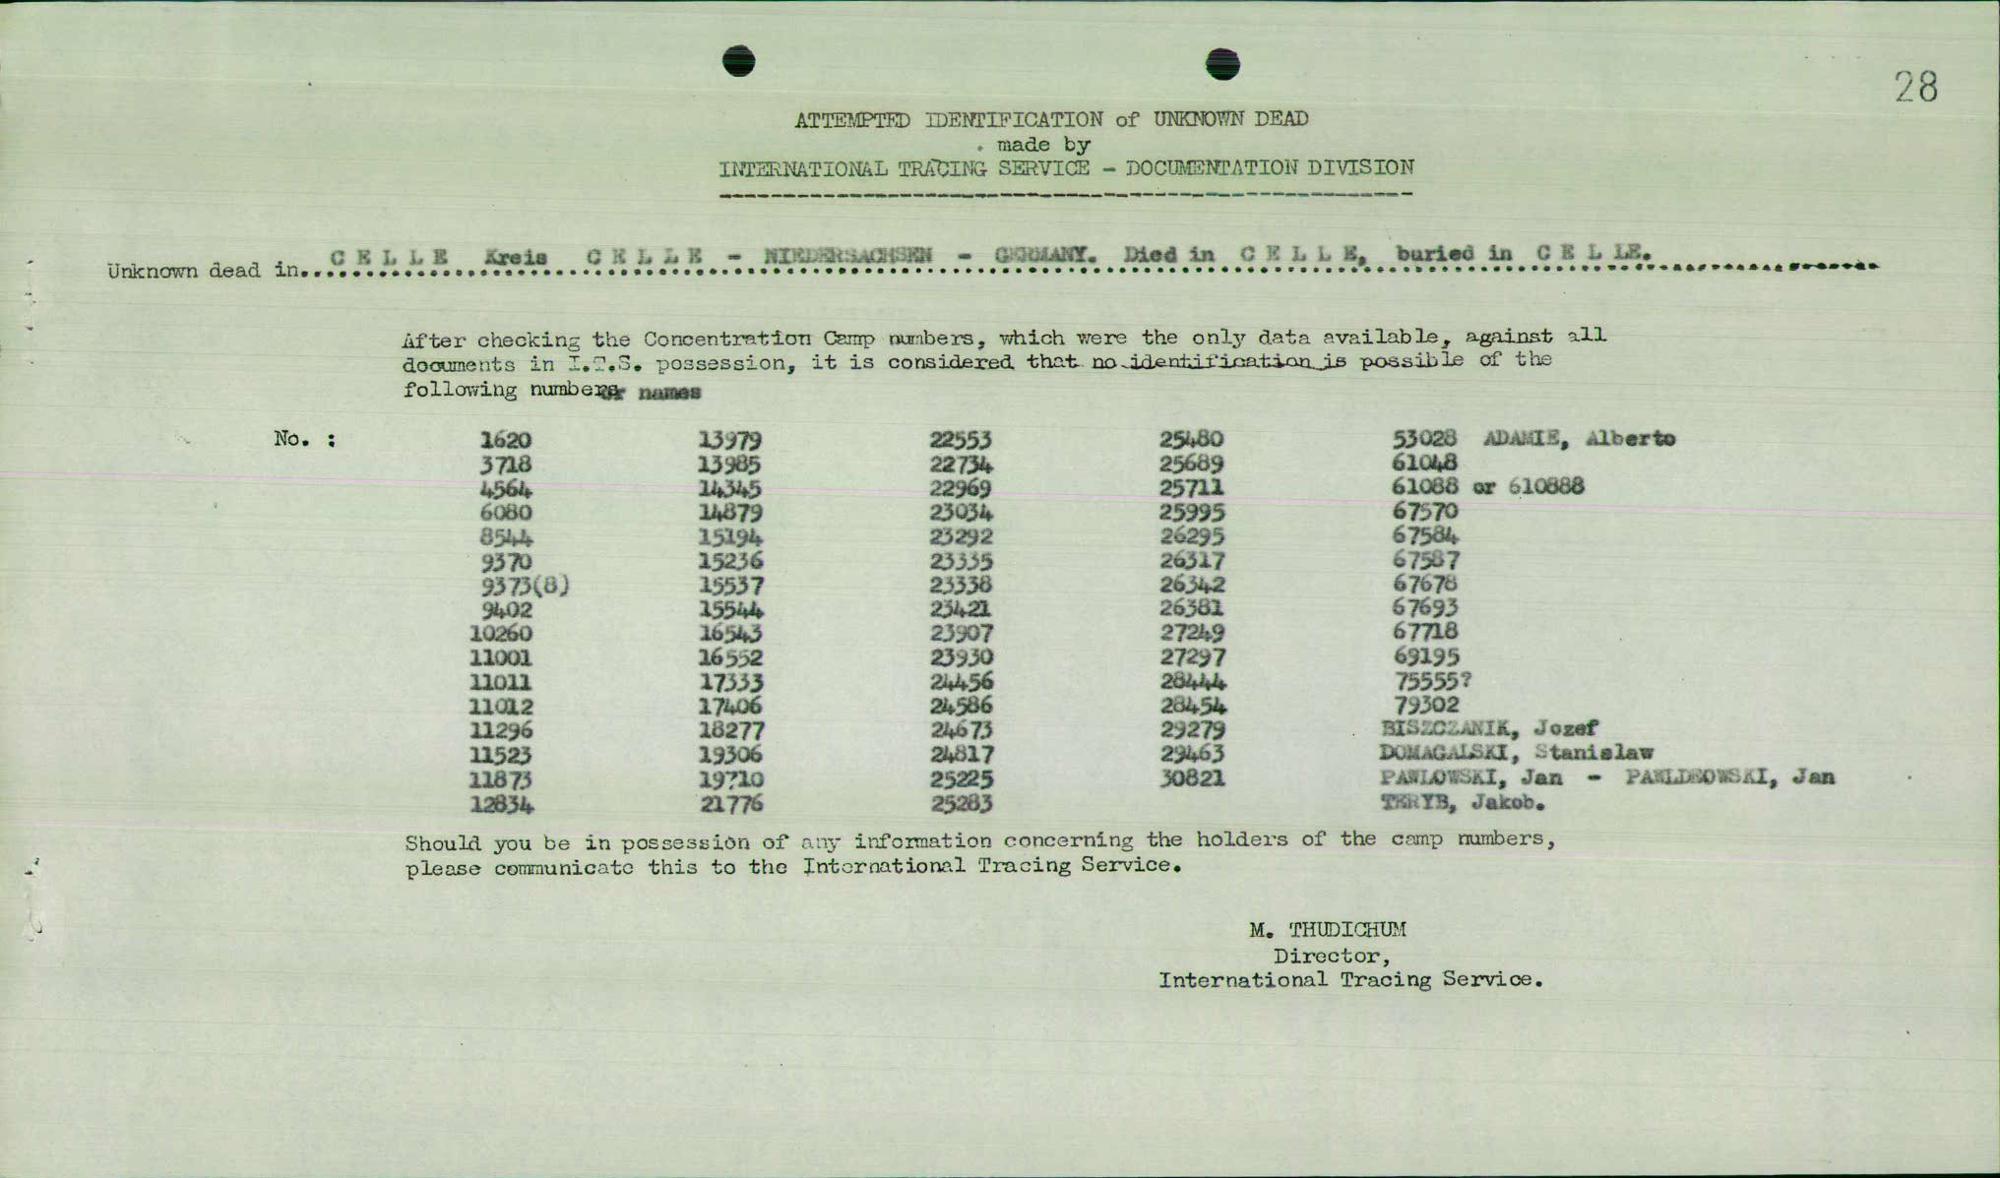 28
ATTEMPTED IDENTIFICATION of UNKNOWN DEAD
. made by
INTERNATIONAL TRACING SERVICE - DOCUMENTATION DIVISION
Unknown dead in...C E L L E Kreis C E L L E - NIEDERSACHSEN - GERMANY. Died in C E L L E, buried in C E L LE.
After checking the Concentration Camp numbers, which were the only data available, against all
documents in I.T.S. possession, it is considered that no identification is possible of the
following numbers or names
No. : 1620 13979 22553 25480 53028 ADAMIE, Alberto
3718 13985 22734 25689 61048
4564 14345 22969 25711 61088 or 610888
6080 14879 23034 25995 67570
8544 15194 23292 26295 67584
9370 15236 23335 26317 67587
9373(8) 15537 23338 26342 67678
9402 15544 23421 26381 67693
10260 16543 23907 27249 67718
11001 16552 23930 27297 69195
11011 17333 24456 28444 75555?
11012 17406 24586 28454 79302
11296 18277 24673 29279 BISZCZANIK, Jozef
11523 19306 24817 29463 DOMAGALSKI, Stanislaw
11873 19?10 25225 30821 PAWLOWSKI, Jan - Jan
12834 21776 25283 TERYB, Jakob.
Should you be in possession of any information concerning the holders of the camp numbers,
please communicate this to the International Tracing Service.
M. THUDICHUM
Director,
International Tracing Service.